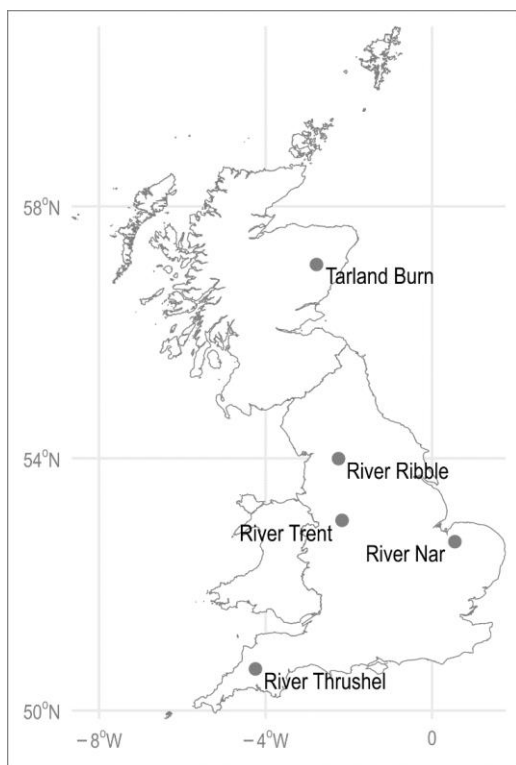 58°N
Tarland Burn
54°N
River Ribble
River Trent
River Nar
River Thrushel
50°N
−8°W
−4°W
0